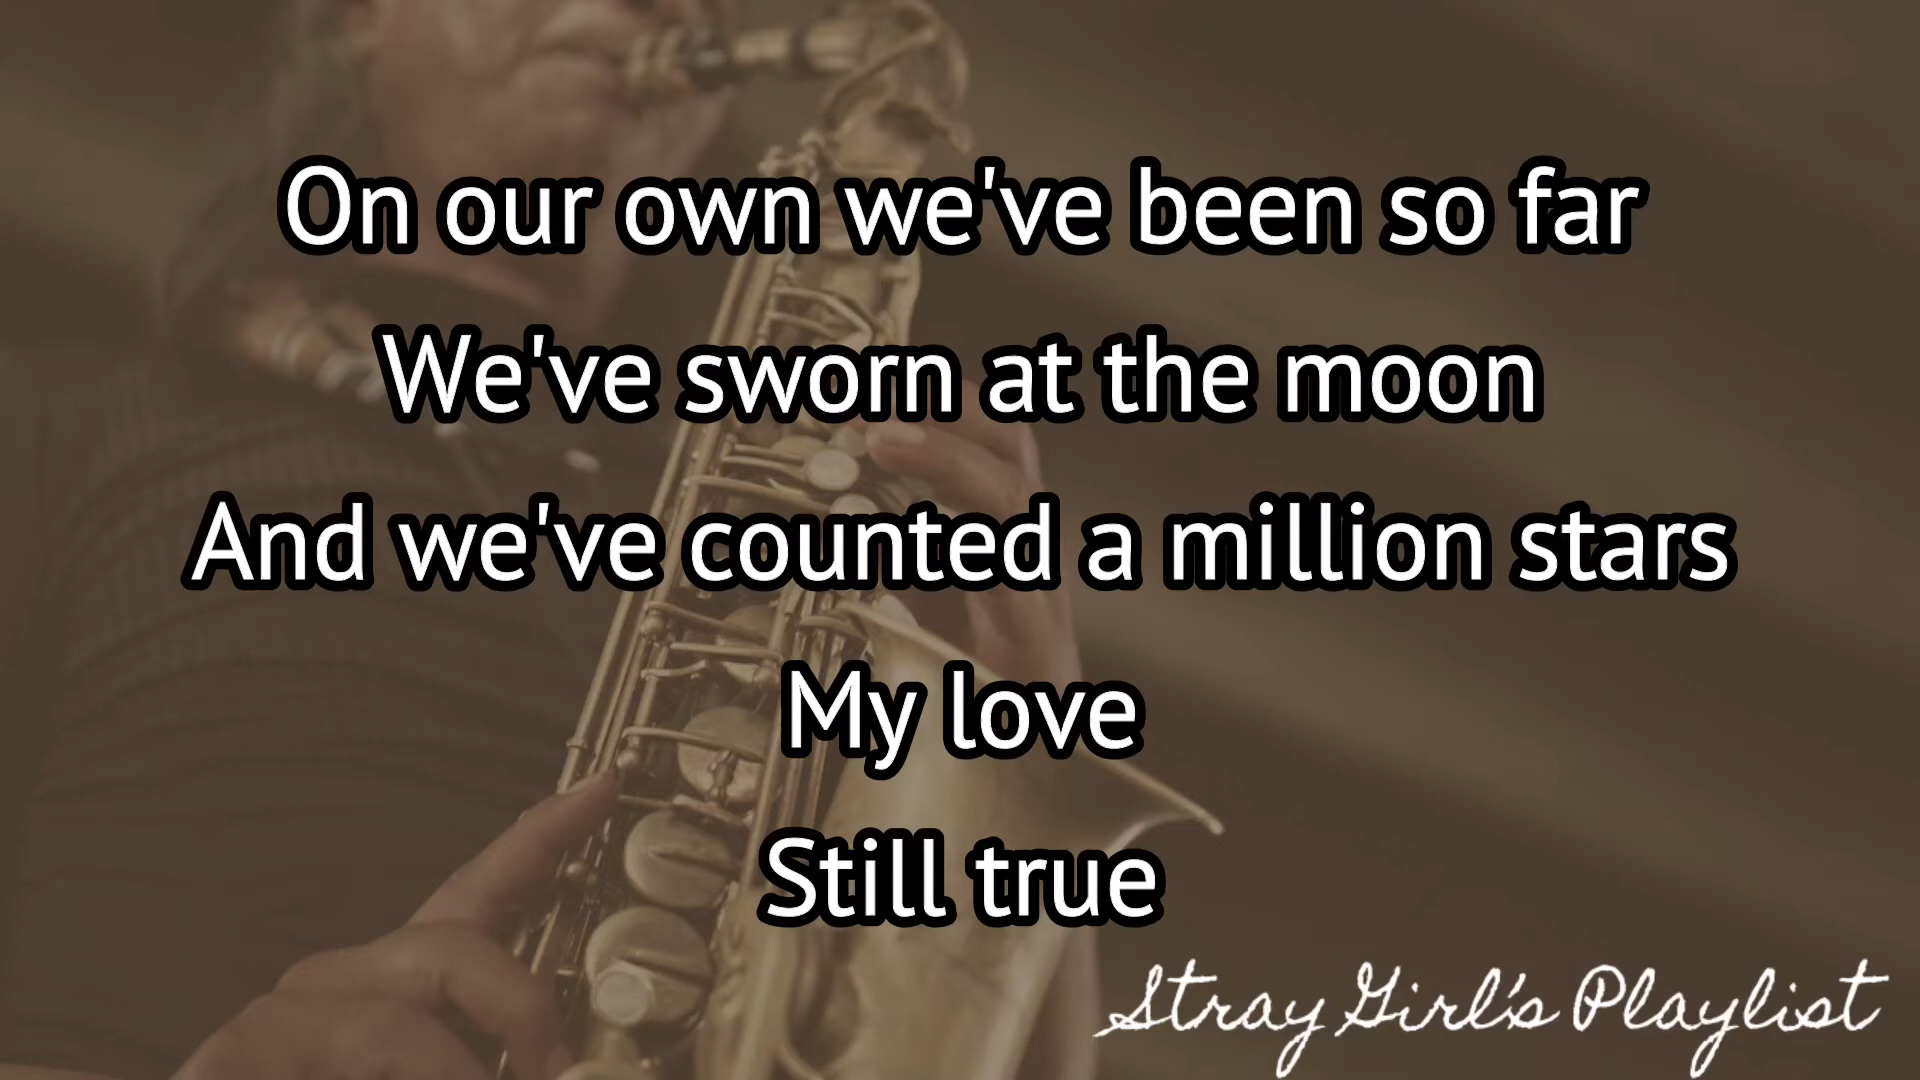 On our own we've been so far
We've sworn at the moon
And we've counted a million stars
My love
Still true
Stray Girl's Playlist